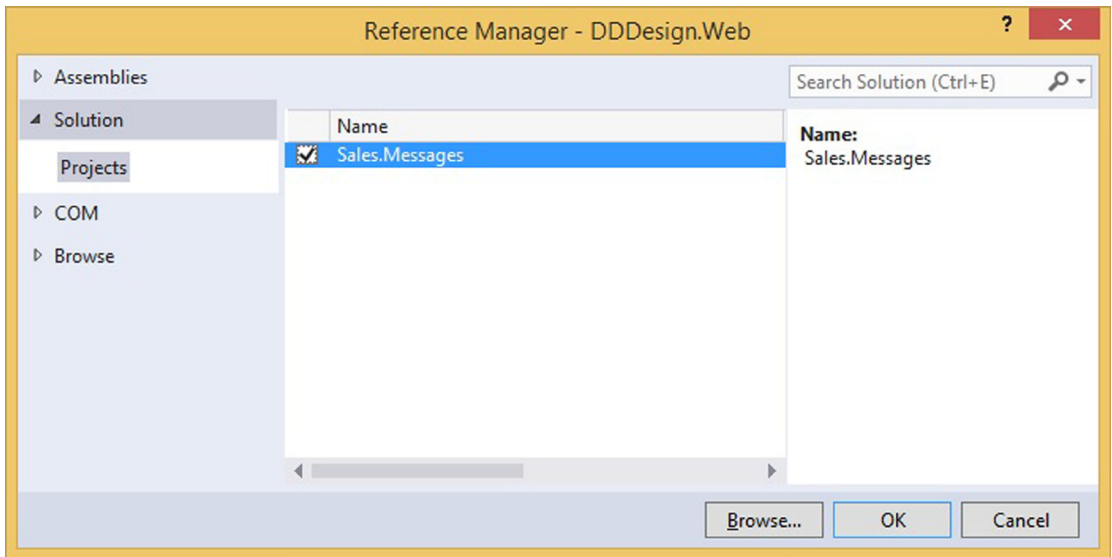 Reference Manager - DDDesign.Web
?
×
Assemblies
Search Solution (Ctrl+E)
Solution
Projects
COM
Browse
Name
Sales.Messages
Name:
Sales.Messages
Browse...
OK
Cancel